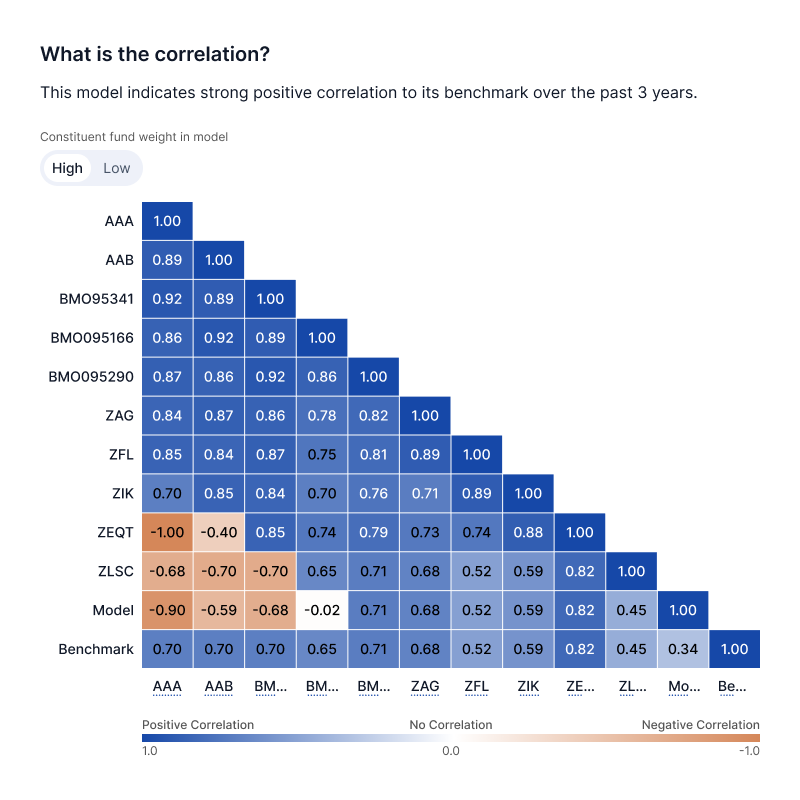 What is the correlation?
This model indicates strong positive correlation to its benchmark over the past 3 years.
Constituent fund weight in model
High Low
AAA 1.00
AAB 0.89 1.00
BMO95341 0.92 0.89 1.00
BMO095166 0.86 0.92 0.89 1.00
BMO095290 0.87 0.86 0.92 0.86 1.00
ZAG 0.84 0.87 0.86 0.78 0.82 1.00
ZFL 0.85 0.84 0.87 0.75 0.81 0.89 1.00
ZIK 0.70 0.85 0.84 0.70 0.76 0.71 0.89 1.00
ZEQT -1.00 -0.40 0.85 0.74 0.79 0.73 0.74 0.88 1.00
ZLSC -0.68 -0.70 -0.70 0.65 0.71 0.68 0.52 0.59 0.82 1.00
Model -0.90 -0.59 -0.68 -0.02 0.71 0.68 0.52 0.59 0.82 0.45 1.00
Benchmark 0.70 0.70 0.70 0.65 0.71 0.68 0.52 0.59 0.82 0.45 0.34 1.00
AAA AAB BM... BM... BM... ZAG ZFL ZIK ZE... ZL... Mo... Be...
Positive Correlation No Correlation Negative Correlation
1.0 0.0 -1.0